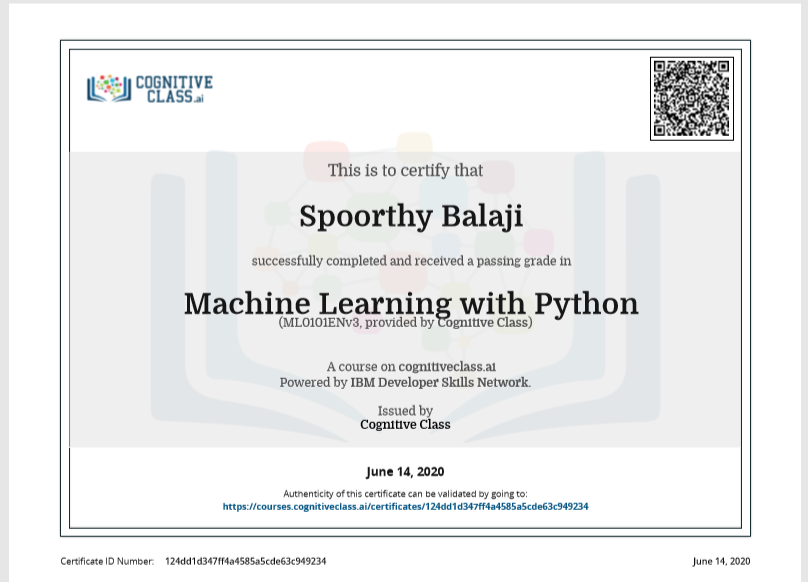 COGNITIVE
CLASS.ai
This is to certify that
Spoorthy Balaji
successfully completed and received a passing grade in
Machine Learning with Python
(ML0101ENv3, provided by Cognitive Class)
A course on cognitiveclass.ai
Powered by IBM Developer Skills Network.
Issued by
Cognitive Class
June 14, 2020
Authenticity of this certificate can be validated by going to:
https://courses.cognitiveclass.ai/certificates/124dd1d347ff4a4585a5cde63c949234
Certificate ID Number: 124dd1d347ff4a4585a5cde63c949234 June 14, 2020